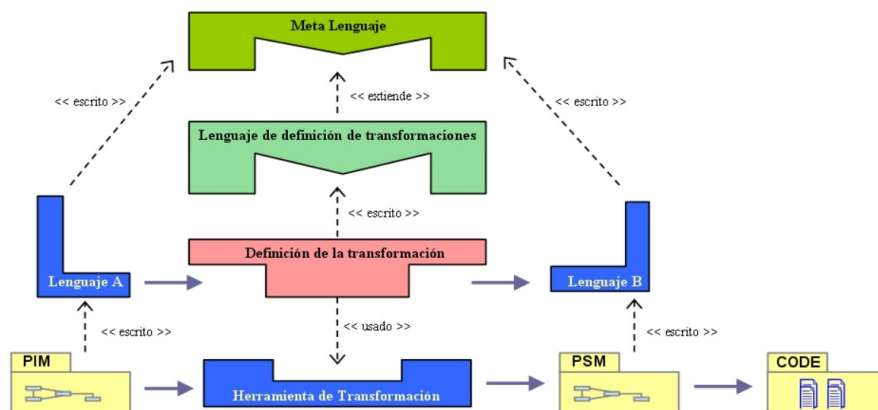 Meta Lenguaje
<< escrito >>
<< extiende >>
<< escrito >>
Lenguaje de definición de transformaciones
<< escrito >>
Definición de la transformación
Lenguaje A
Lenguaje B
<< escrito >>
<< usado >>
<< escrito >>
PIM
PSM
CODE
Herramienta de Transformación